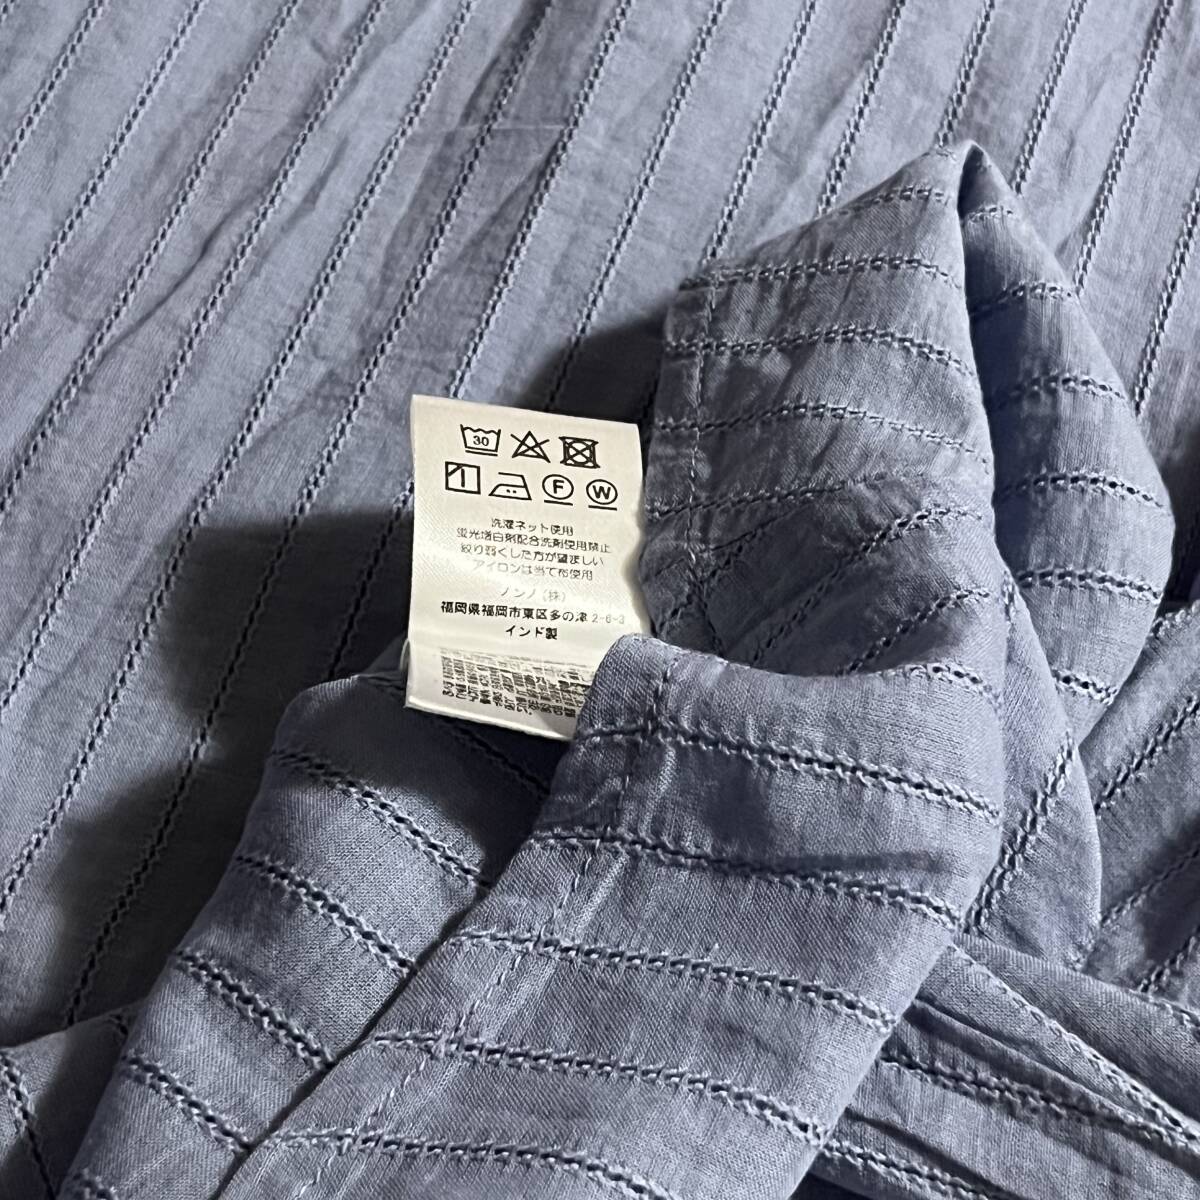 30
F W
洗濯ネット使用
蛍光増白剤配合洗剤使用禁止
絞り弱くした方が望ましい
アイロンは当て布使用
ノンノ(株)
福岡県福岡市東区多の津 2-6-3
インド製